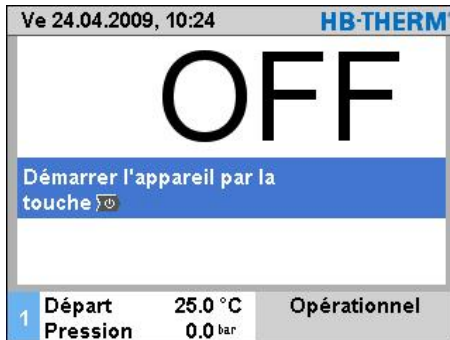 Ve 24.04.2009, 10:24 HB-THERM®
OFF
Démarrer l'appareil par la
touche
1 Départ 25.0 °C Opérationnel
Pression 0.0 bar